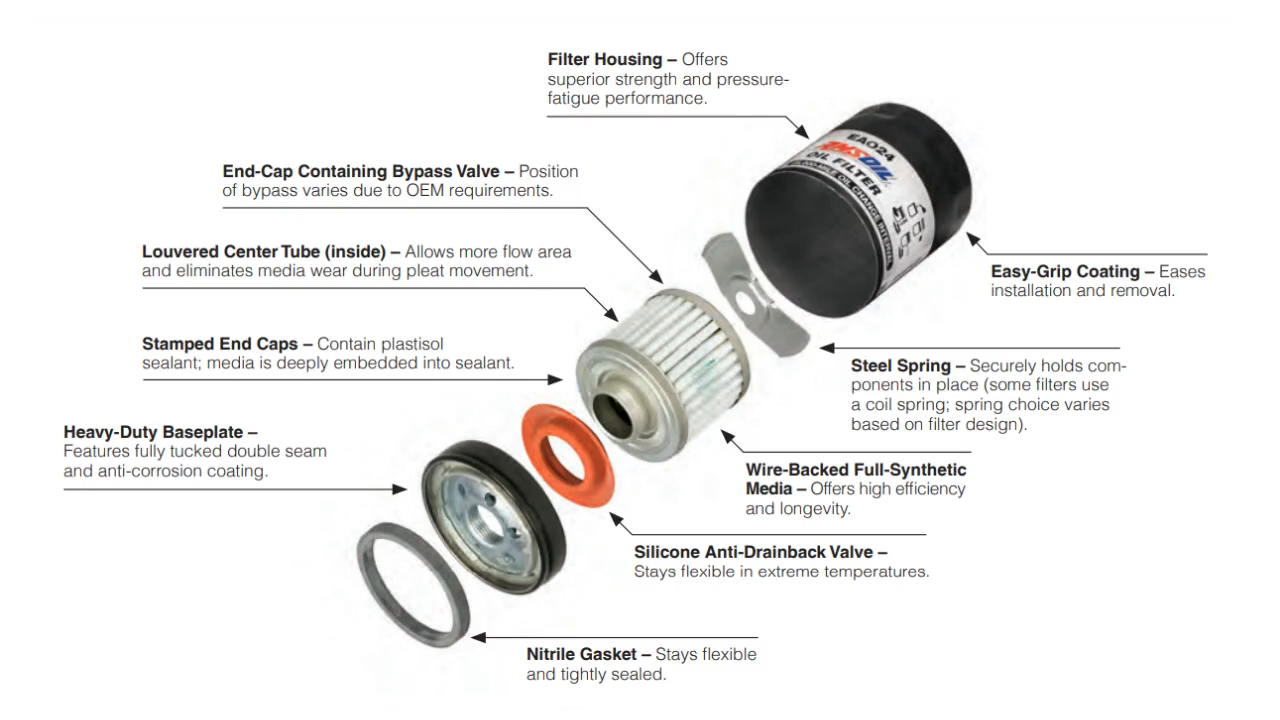 Filter Housing – Offers
superior strength and pressure-
fatigue performance.
EAO24
AMSOIL
OIL FILTER
-MILE OIL CHANGE INTERVAL
End-Cap Containing Bypass Valve – Position
of bypass varies due to OEM requirements.
Louvered Center Tube (inside) – Allows more flow area
and eliminates media wear during pleat movement.
Easy-Grip Coating – Eases
installation and removal.
Stamped End Caps – Contain plastisol
sealant; media is deeply embedded into sealant.
Steel Spring – Securely holds com-
ponents in place (some filters use
a coil spring; spring choice varies
based on filter design).
Heavy-Duty Baseplate –
Features fully tucked double seam
and anti-corrosion coating.
Wire-Backed Full-Synthetic
Media – Offers high efficiency
and longevity.
Silicone Anti-Drainback Valve –
Stays flexible in extreme temperatures.
Nitrile Gasket – Stays flexible
and tightly sealed.